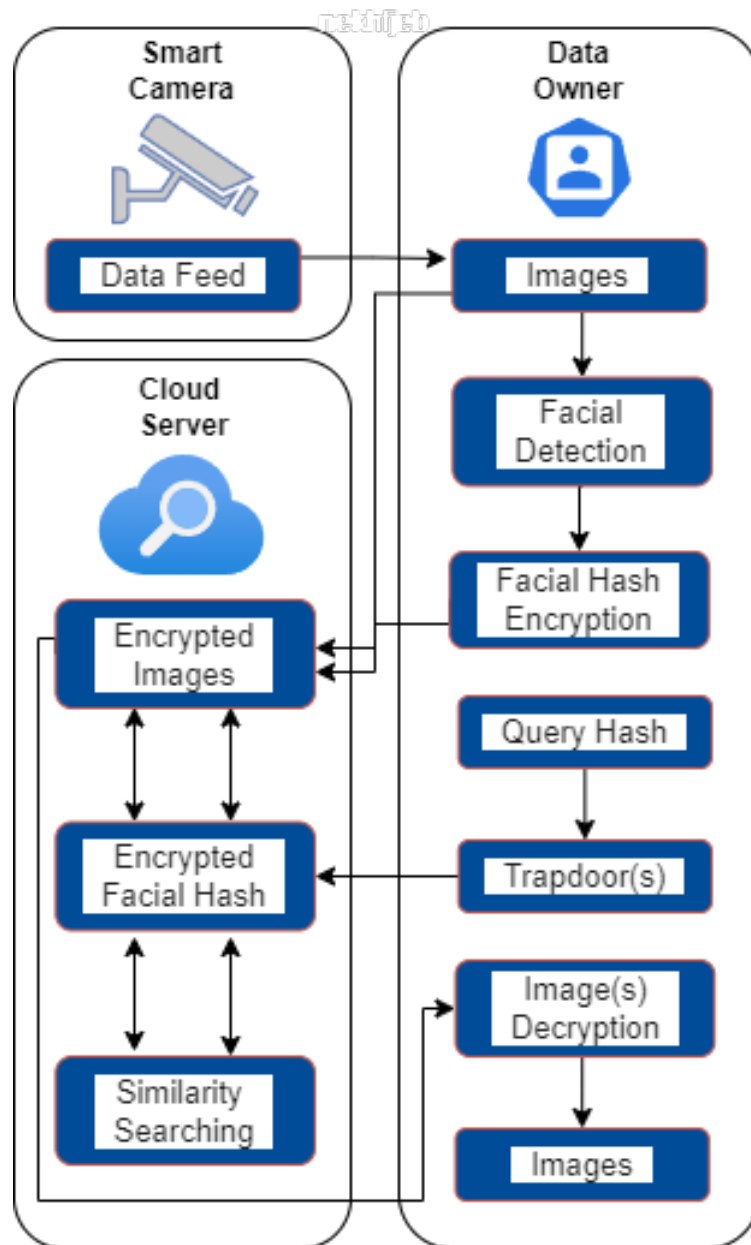 nekhfjeb
Smart
Camera
Data Feed
Data
Owner
Images
Facial
Detection
Facial Hash
Encryption
Query Hash
Trapdoor(s)
Image(s)
Decryption
Images
Cloud
Server
Encrypted
Images
Encrypted
Facial Hash
Similarity
Searching